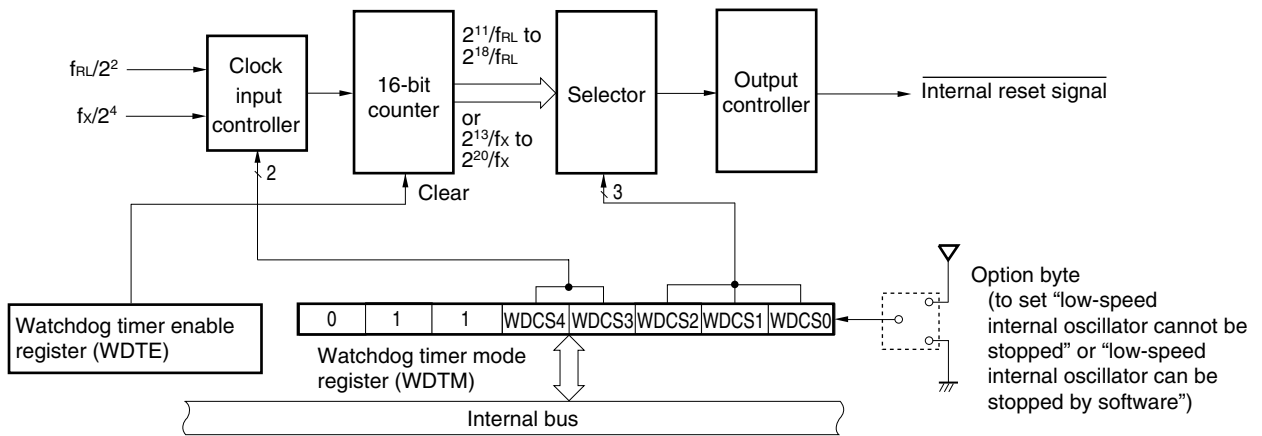 fRL/2²
fX/2⁴
Clock
input
controller
2
16-bit
counter
Clear
2¹¹/fRL to
2¹⁸/fRL
or
2¹³/fX to
2²⁰/fX
Selector
3
Output
controller
Internal reset signal
Watchdog timer enable
register (WDTE)
0 1 1 WDCS4 WDCS3 WDCS2 WDCS1 WDCS0
Watchdog timer mode
register (WDTM)
Option byte
(to set “low-speed
internal oscillator cannot be
stopped” or “low-speed
internal oscillator can be
stopped by software”)
Internal bus